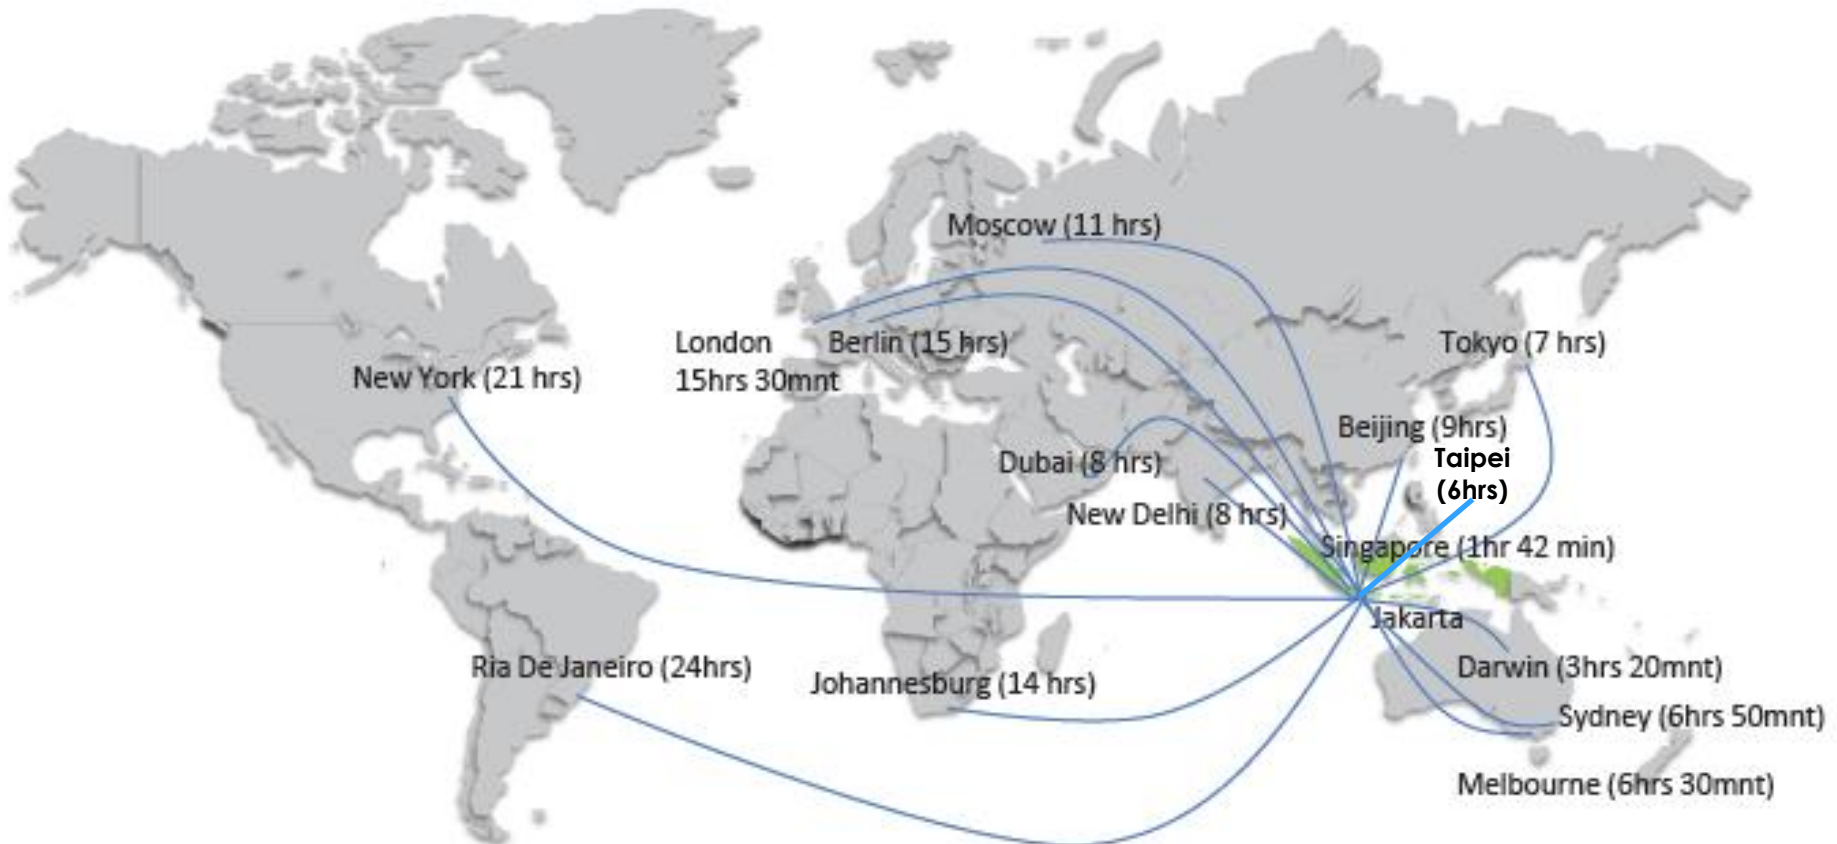 Moscow (11 hrs)
London
15hrs 30mnt
Berlin (15 hrs)
Tokyo (7 hrs)
New York (21 hrs)
Beijing (9hrs)
Taipei
(6hrs)
Dubai (8 hrs)
New Delhi (8 hrs)
Singapore (1hr 42 min)
Jakarta
Ria De Janeiro (24hrs)
Johannesburg (14 hrs)
Darwin (3hrs 20mnt)
Sydney (6hrs 50mnt)
Melbourne (6hrs 30mnt)